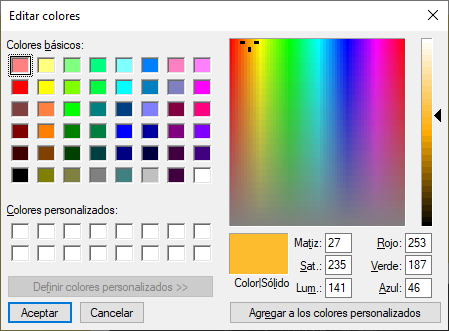 Editar colores
Colores básicos:
Colores personalizados:
Definir colores personalizados >>
Aceptar
Cancelar
Color|Sólido
Matiz: 27
Sat.: 235
Lum.: 141
Rojo: 253
Verde: 187
Azul: 46
Agregar a los colores personalizados